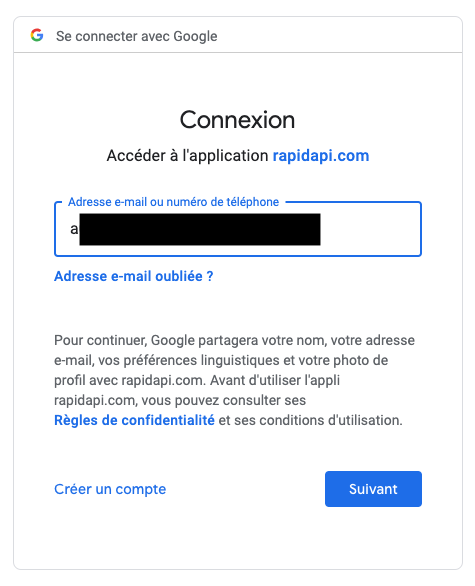 Se connecter avec Google
Connexion
Accéder à l'application rapidapi.com
Adresse e-mail ou numéro de téléphone
a
Adresse e-mail oubliée ?
Pour continuer, Google partagera votre nom, votre adresse
e-mail, vos préférences linguistiques et votre photo de
profil avec rapidapi.com. Avant d'utiliser l'appli
rapidapi.com, vous pouvez consulter ses
Règles de confidentialité et ses conditions d'utilisation.
Créer un compte
Suivant